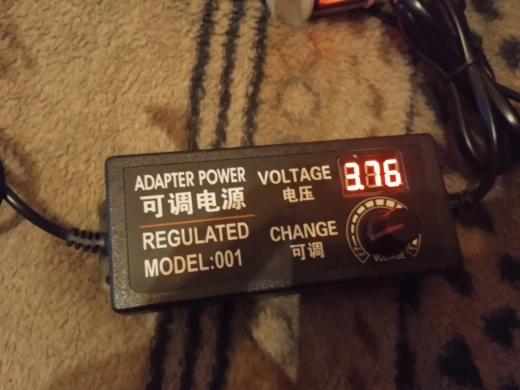 ADAPTER POWER
可调电源
REGULATED
MODEL:001
VOLTAGE
电压
3.76
CHANGE
可调
VOLTAGE